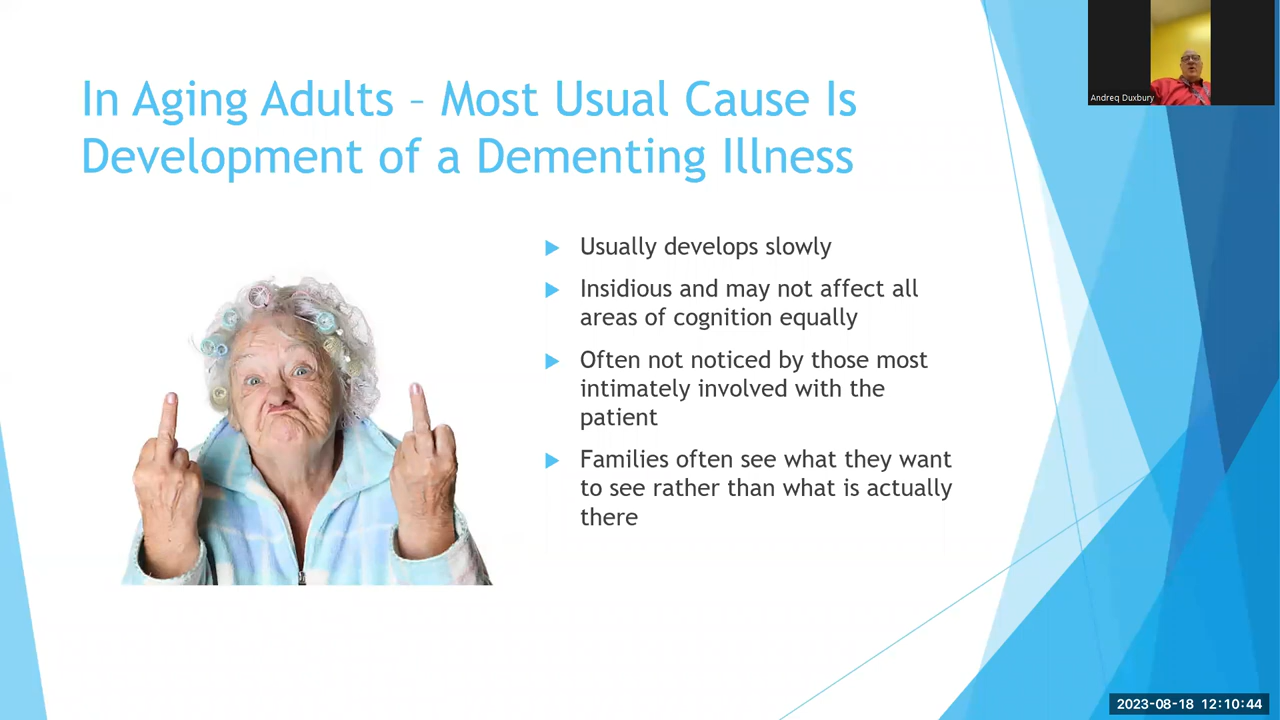 In Aging Adults – Most Usual Cause Is
Development of a Dementing Illness
Usually develops slowly
Insidious and may not affect all
areas of cognition equally
Often not noticed by those most
intimately involved with the
patient
Families often see what they want
to see rather than what is actually
there
Andreq Duxbury
2023-08-18 12:10:44